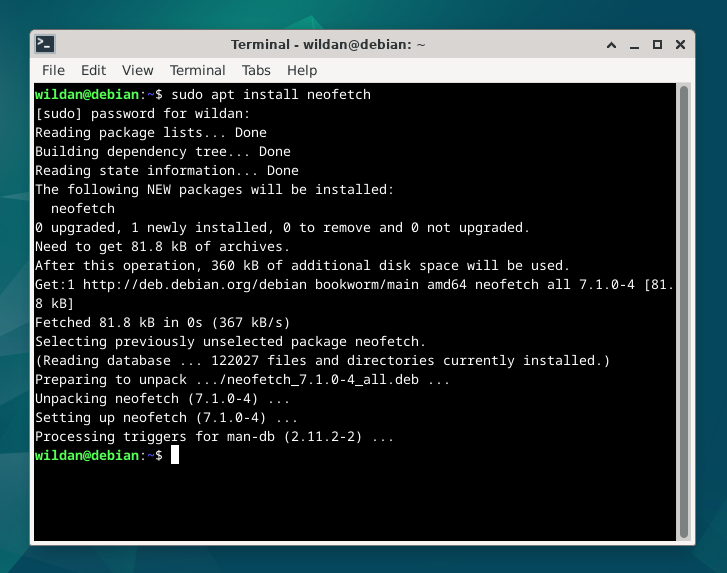 Terminal - wildan@debian: ~
File Edit View Terminal Tabs Help
wildan@debian:~$ sudo apt install neofetch
[sudo] password for wildan:
Reading package lists... Done
Building dependency tree... Done
Reading state information... Done
The following NEW packages will be installed:
  neofetch
0 upgraded, 1 newly installed, 0 to remove and 0 not upgraded.
Need to get 81.8 kB of archives.
After this operation, 360 kB of additional disk space will be used.
Get:1 http://deb.debian.org/debian bookworm/main amd64 neofetch all 7.1.0-4 [81.
8 kB]
Fetched 81.8 kB in 0s (367 kB/s)
Selecting previously unselected package neofetch.
(Reading database ... 122027 files and directories currently installed.)
Preparing to unpack .../neofetch_7.1.0-4_all.deb ...
Unpacking neofetch (7.1.0-4) ...
Setting up neofetch (7.1.0-4) ...
Processing triggers for man-db (2.11.2-2) ...
wildan@debian:~$